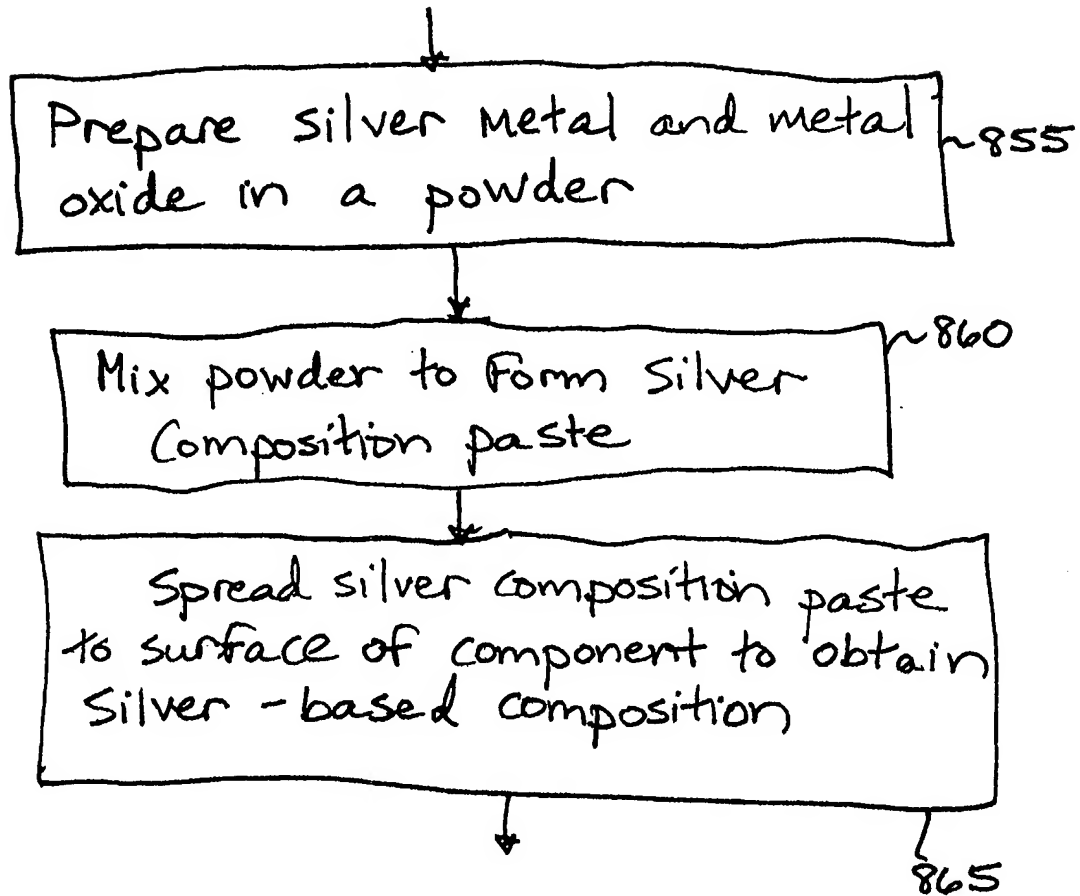 Prepare silver metal and metal
oxide in a powder
~855
Mix powder to form silver
composition paste
~860
Spread silver composition paste
to surface of component to obtain
silver-based composition
865